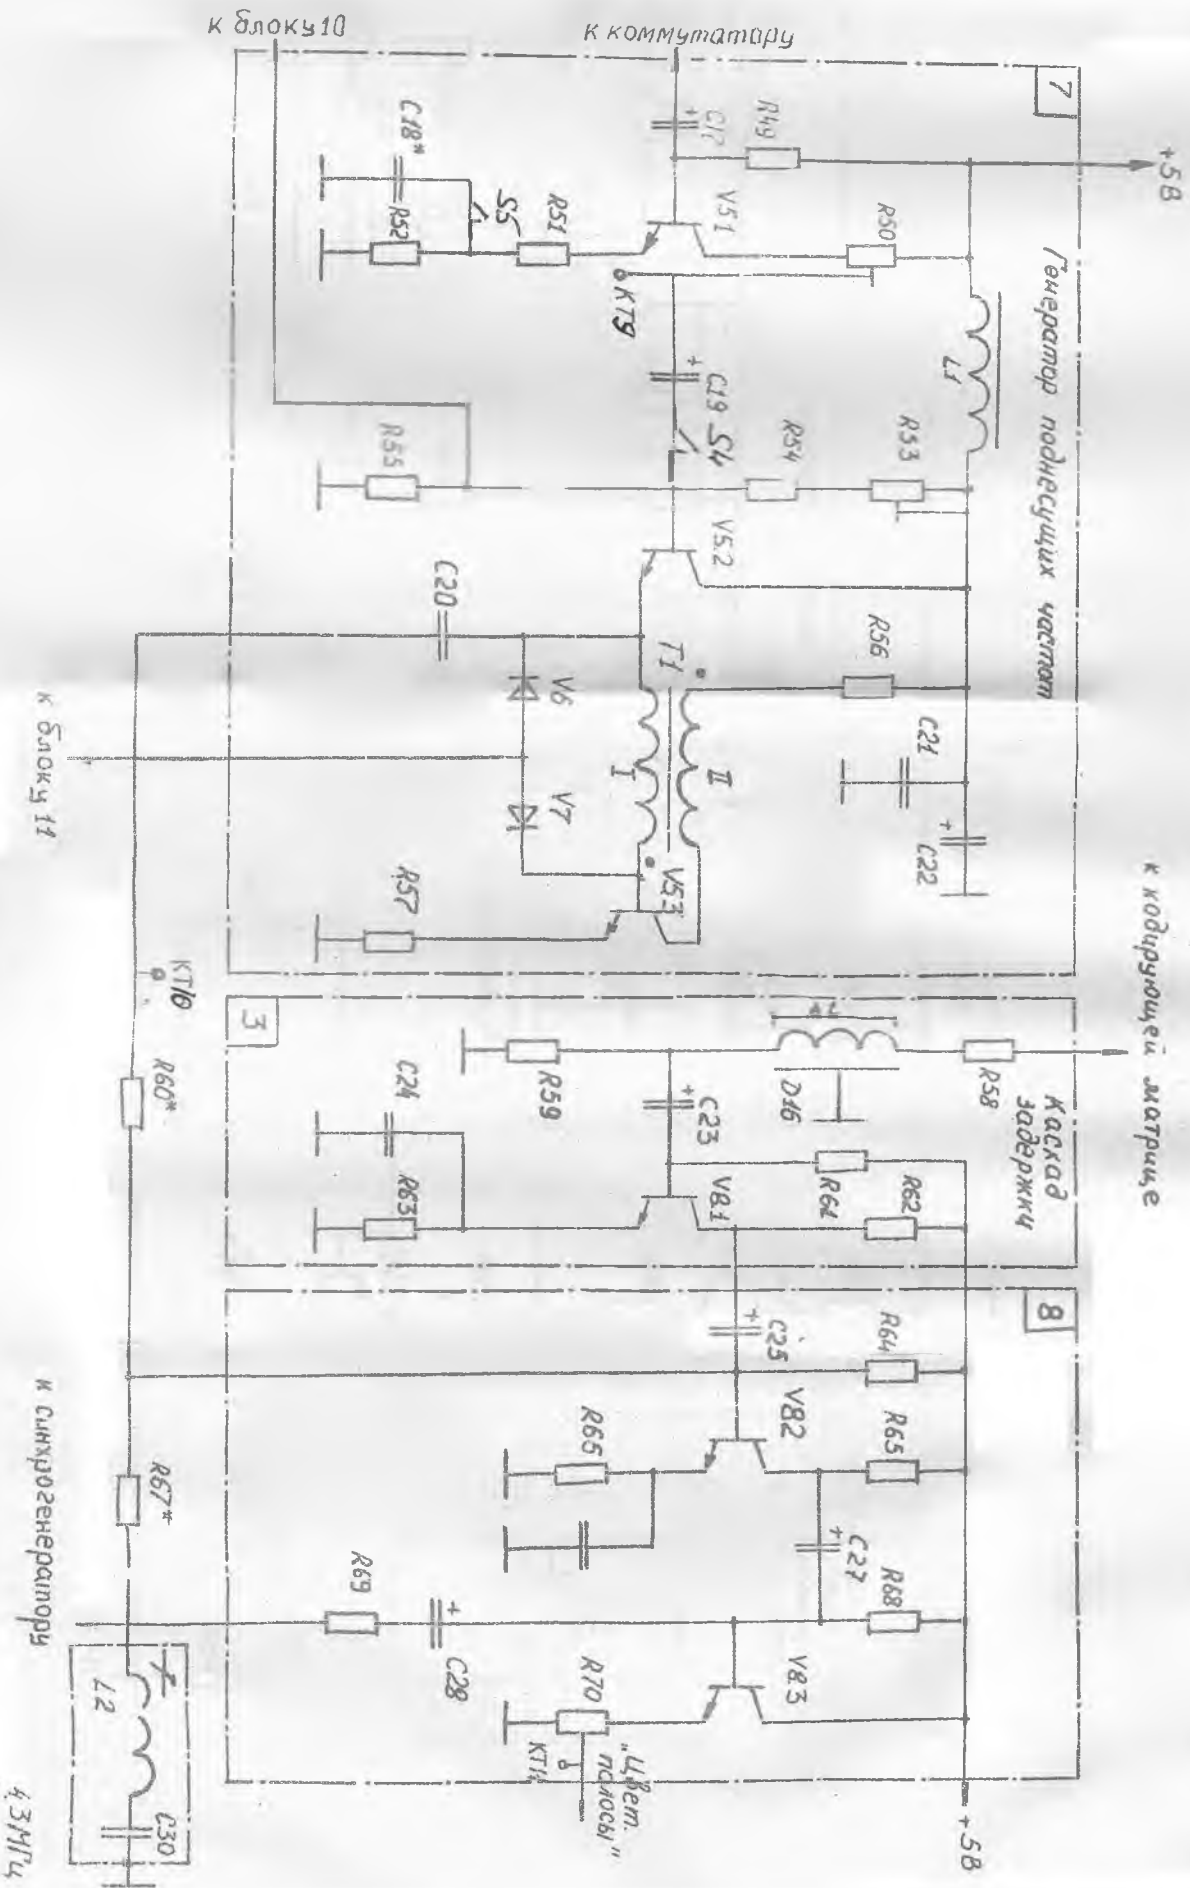 к блоку 10
к коммутатору
+5В
7
Генератор поднесущих частот
C17
R49
V5.1
R50
C18*
R52
S5
R51
КТ9
L1
C19
S4
R54
R53
R55
V5.2
C20
V6
V7
T1
I
II
R56
C21
C22
V5.3
R57
к блоку 11
КТ10
R60*
к кодирующей матрице
3
Каскад задержки
R58
D16
R59
C23
C24
R63
V8.1
R61
R62
8
C25
R64
V8.2
R65
R66
C27
R68
R67*
R69
C28
V8.3
R70
"Цвет. полосы"
+5В
к синхрогенератору
L2
C30
4,3МГц